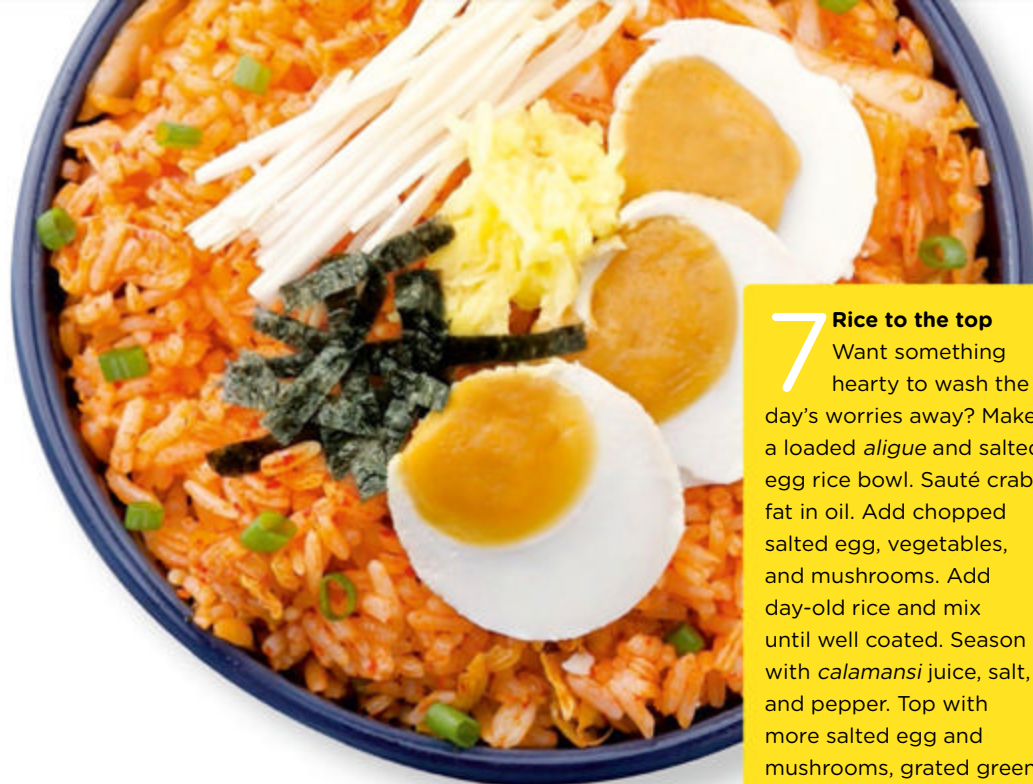 7 Rice to the top
Want something
hearty to wash the
day's worries away? Make
a loaded aligue and salted
egg rice bowl. Sauté crab
fat in oil. Add chopped
salted egg, vegetables,
and mushrooms. Add
day-old rice and mix
until well coated. Season
with calamansi juice, salt,
and pepper. Top with
more salted egg and
mushrooms, grated green